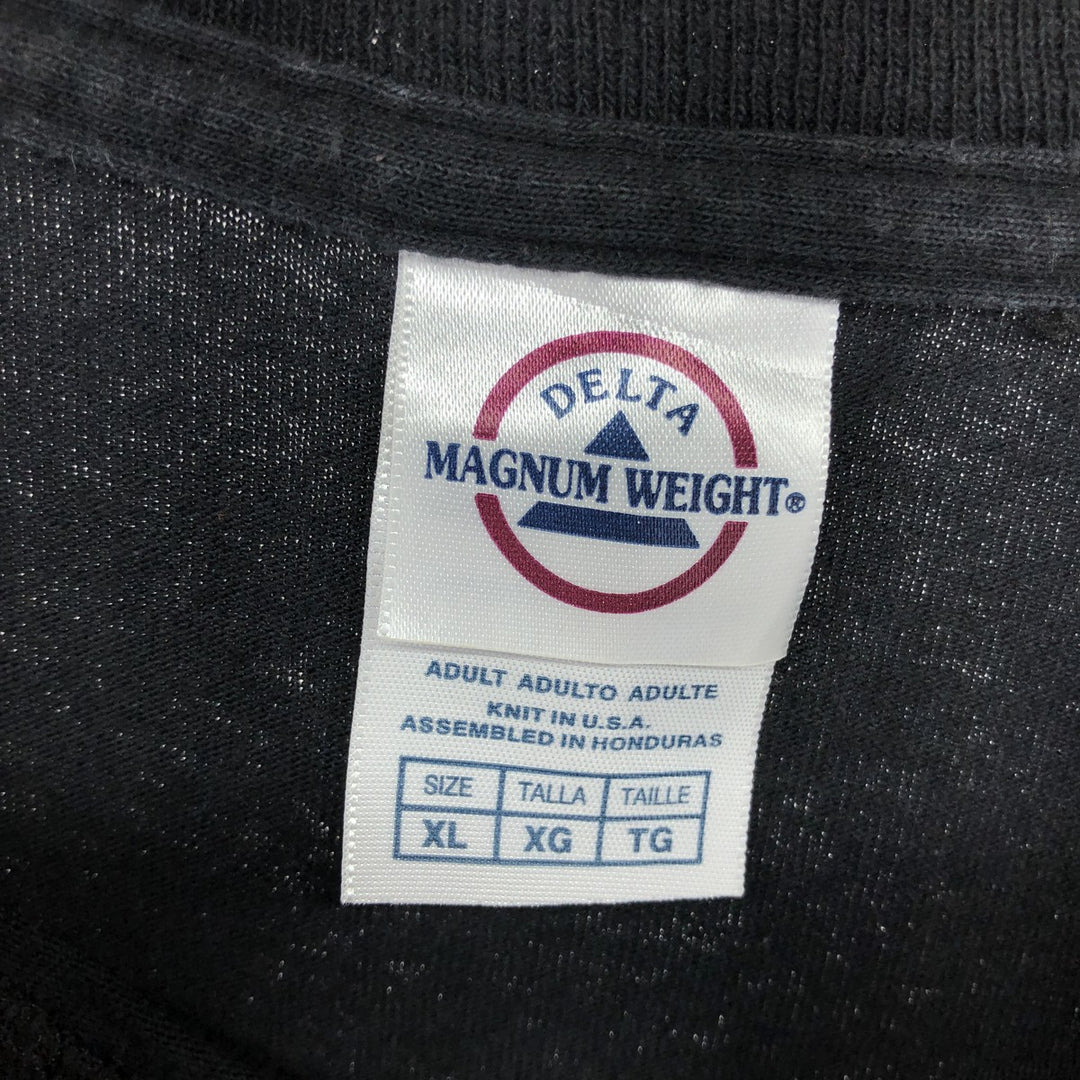 DELTA
MAGNUM WEIGHT®
ADULT ADULTO ADULTE
KNIT IN U.S.A.
ASSEMBLED IN HONDURAS
SIZE TALLA TAILLE
XL XG TG